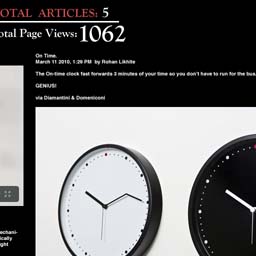 OTAL ARTICLES: 5
otal Page Views: 1062
On Time.
March 11 2010, 1:26 PM by Rohan Likhite
The On-time clock fast forwards 3 minutes of your time so you don't have to run for the bus.
GENIUS!
via Diamantini & Domeniconi
echani-
ically
ght